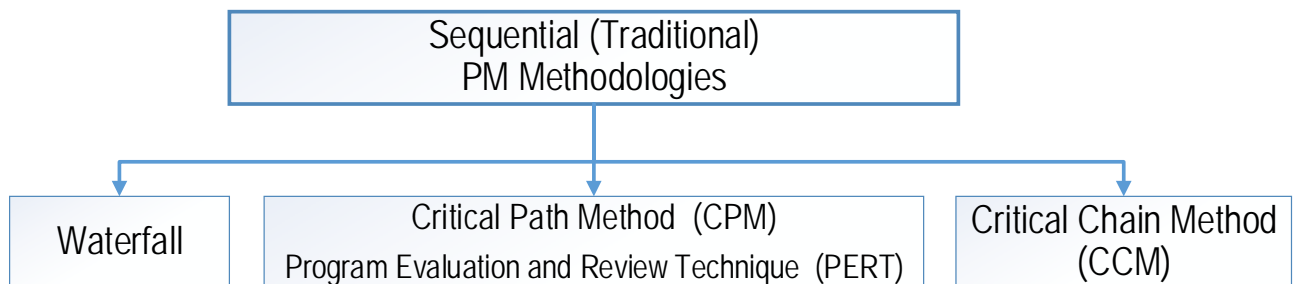 Sequential (Traditional)
PM Methodologies
Waterfall
Critical Path Method (CPM)
Program Evaluation and Review Technique (PERT)
Critical Chain Method
(CCM)